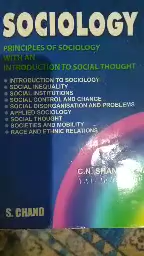 SOCIOLOGY
PRINCIPLES OF SOCIOLOGY
WITH AN
INTRODUCTION TO SOCIAL THOUGHT
• INTRODUCTION TO SOCIOLOGY
• SOCIAL INEQUALITY
• SOCIAL INSTITUTIONS
• SOCIAL CONTROL AND CHANGE
• SOCIAL DISORGANISATION AND PROBLEMS
• APPLIED SOCIOLOGY
• SOCIAL THOUGHT
• SOCIETIES AND MOBILITY
• RACE AND ETHNIC RELATIONS
C.N.
S. CHAND